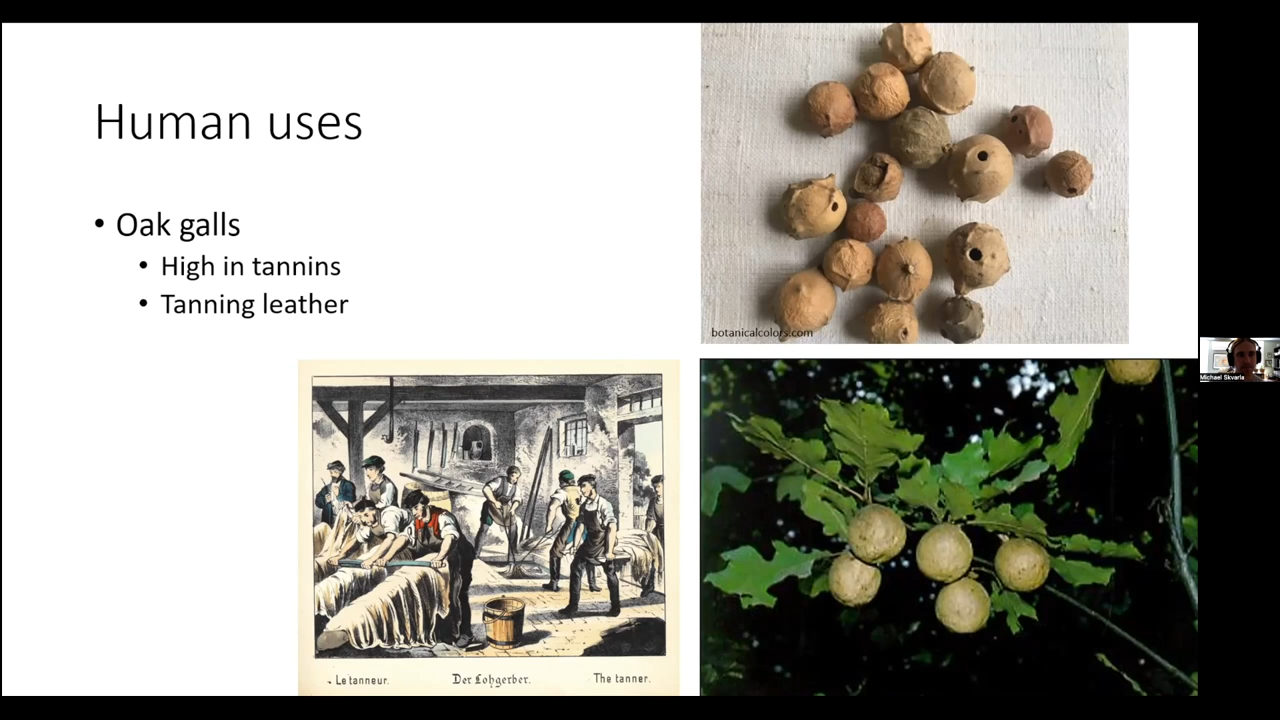 Human uses
• Oak galls
• High in tannins
• Tanning leather
botanicalcolors.com
Le tanneur.
Der Lohgerber.
The tanner.
Michael Skvarla